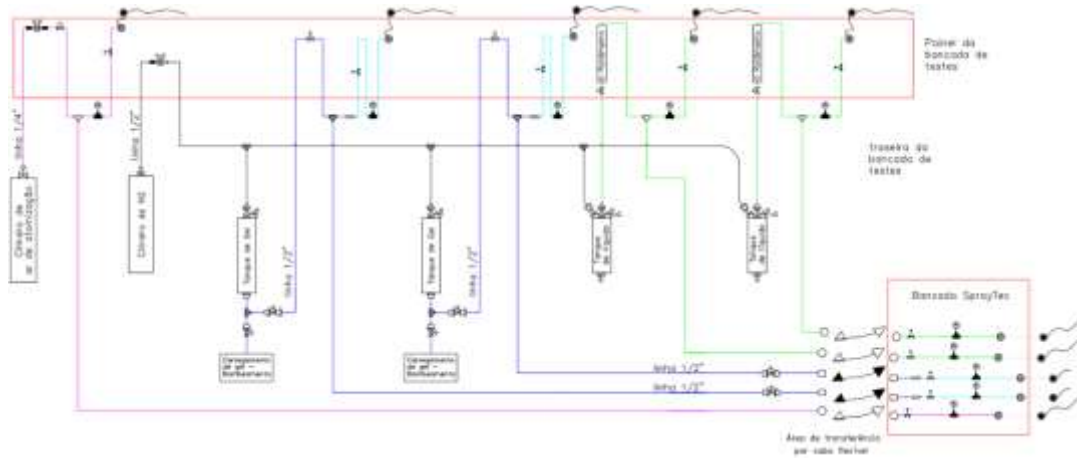 Painel da
bancada de
testes
linha 1/4"
linha 1/2"
traseira da
bancada de
testes
Cilindro de
ar de atomização
Cilindro de N2
Tanque de Gel
linha 1/2"
Tanque de Gel
linha 1/2"
Tanque
de líquido
Tanque
de líquido
Bancada SprayTec
Carregamento
de gel -
Bombeamento
Carregamento
de gel -
Bombeamento
linha 1/2"
linha 1/2"
Área de transferência
por cabo flexível